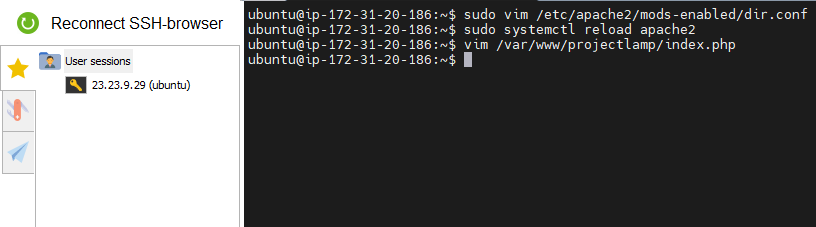 Reconnect SSH-browser
User sessions
23.23.9.29 (ubuntu)
ubuntu@ip-172-31-20-186:~$ sudo vim /etc/apache2/mods-enabled/dir.conf
ubuntu@ip-172-31-20-186:~$ sudo systemctl reload apache2
ubuntu@ip-172-31-20-186:~$ vim /var/www/projectlamp/index.php
ubuntu@ip-172-31-20-186:~$